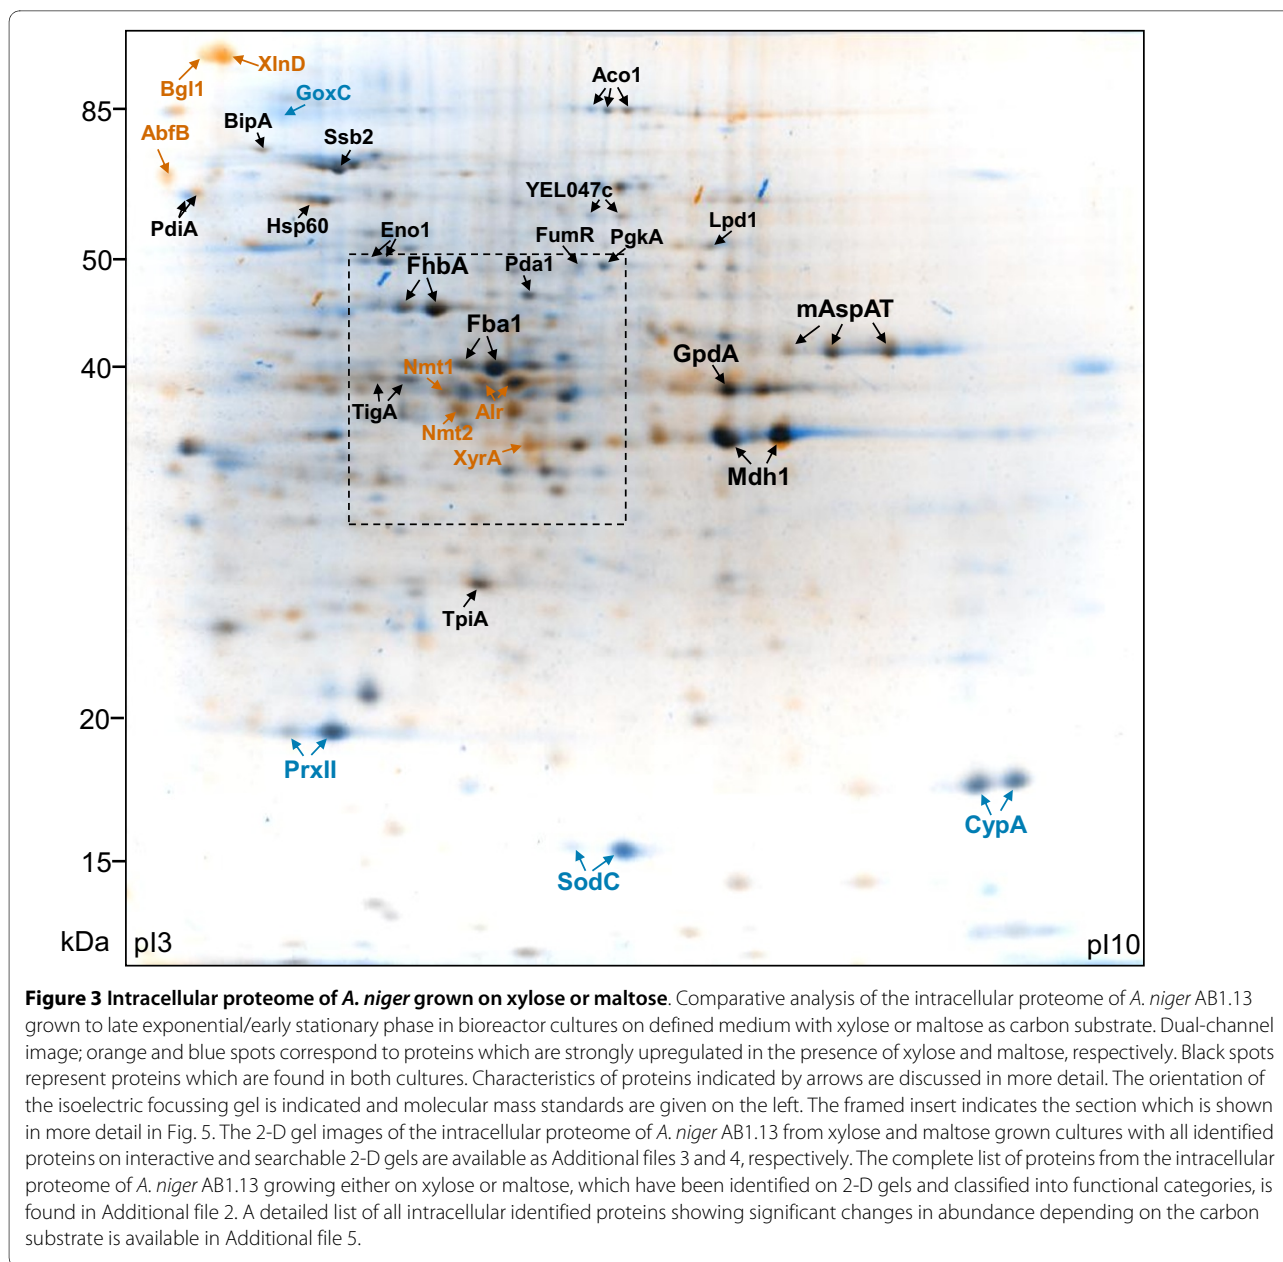 XlnD
Bgl1
GoxC
Aco1
85
BipA
AbfB
Ssb2
YEL047c
PdiA
Hsp60
Eno1
Lpd1
FumR
PgkA
50
FhbA
Pda1
mAspAT
Fba1
GpdA
40
Nmt1
TigA
Alr
Nmt2
XyrA
Mdh1
TpiA
20
PrxII
CypA
15
SodC
kDa
pI3
pI10
Figure 3 Intracellular proteome of A. niger grown on xylose or maltose. Comparative analysis of the intracellular proteome of A. niger AB1.13
grown to late exponential/early stationary phase in bioreactor cultures on defined medium with xylose or maltose as carbon substrate. Dual-channel
image; orange and blue spots correspond to proteins which are strongly upregulated in the presence of xylose and maltose, respectively. Black spots
represent proteins which are found in both cultures. Characteristics of proteins indicated by arrows are discussed in more detail. The orientation of
the isoelectric focussing gel is indicated and molecular mass standards are given on the left. The framed insert indicates the section which is shown
in more detail in Fig. 5. The 2-D gel images of the intracellular proteome of A. niger AB1.13 from xylose and maltose grown cultures with all identified
proteins on interactive and searchable 2-D gels are available as Additional files 3 and 4, respectively. The complete list of proteins from the intracellular
proteome of A. niger AB1.13 growing either on xylose or maltose, which have been identified on 2-D gels and classified into functional categories, is
found in Additional file 2. A detailed list of all intracellular identified proteins showing significant changes in abundance depending on the carbon
substrate is available in Additional file 5.